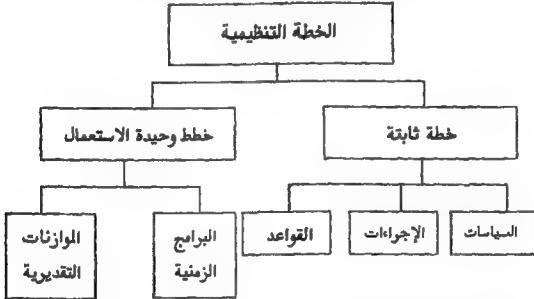 الخطة التنظيمية
خطة ثابتة
خطط وحيدة الاستعمال
السياسات
الإجراءات
القواعد
البرامج
الزمنية
الموازنات
التقديرية